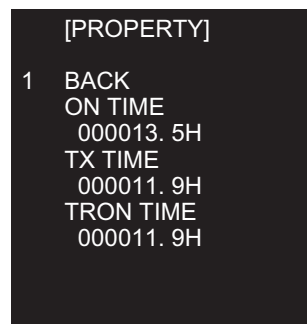 [PROPERTY]
1 BACK
ON TIME
000013. 5H
TX TIME
000011. 9H
TRON TIME
000011. 9H